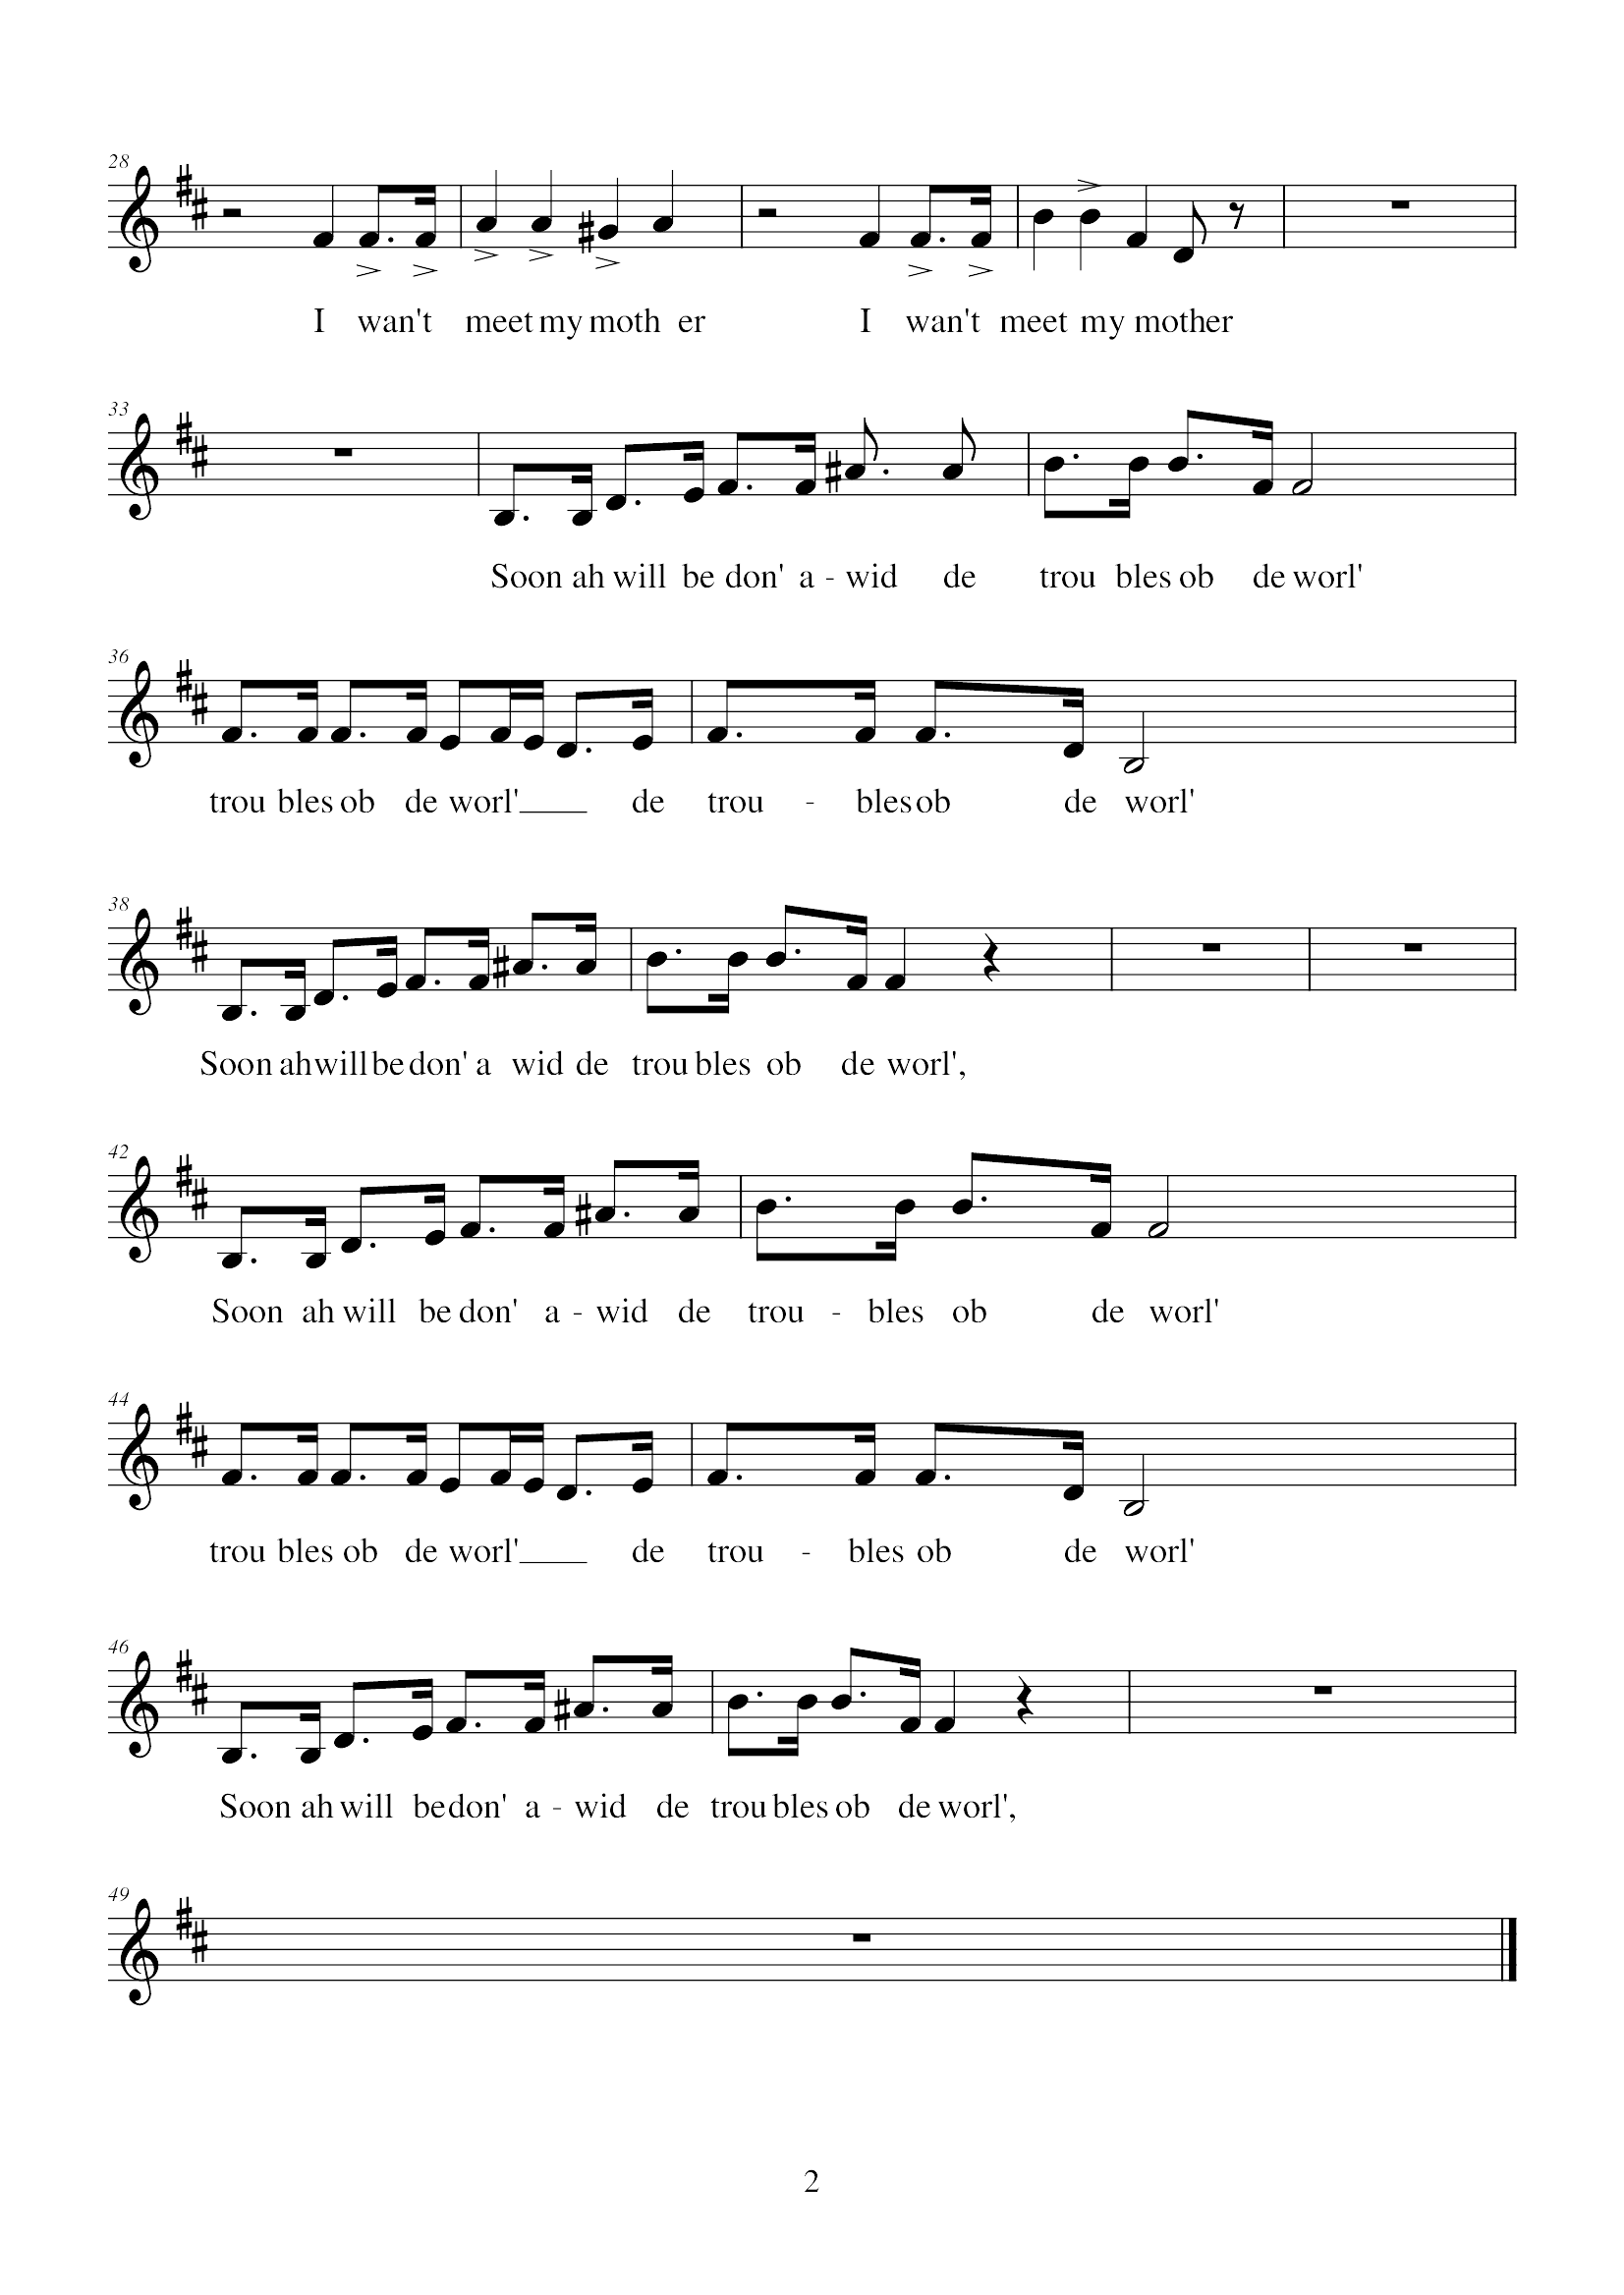 28
I wan't meet my moth er I wan't meet my mother
33
Soon ah will be don' a - wid de trou bles ob de worl'
36
trou bles ob de worl' ____ de trou - bles ob de worl'
38
Soon ah will be don' a wid de trou bles ob de worl',
42
Soon ah will be don' a - wid de trou - bles ob de worl'
44
trou bles ob de worl' ____ de trou - bles ob de worl'
46
Soon ah will be don' a - wid de trou bles ob de worl',
49
2